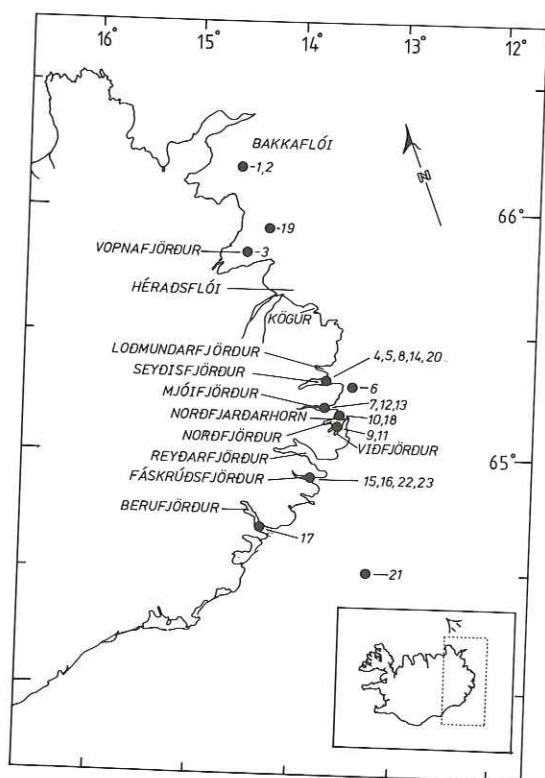 16° 15° 14° 13° 12°
BAKKAFLÓI
-1,2
N
66°
-19
VOPNAFJÖRÐUR -3
HÉRAÐSFLÓI
KÖGUR
LOÐMUNDARFJÖRÐUR
4,5,8,14,20
SEYÐISFJÖRÐUR
6
MJÓIFJÖRÐUR
7,12,13
NORÐFJARÐARHORN
10,18
NORÐFJÖRÐUR
9,11
VIÐFJÖRÐUR
REYÐARFJÖRÐUR
65°
FÁSKRÚÐSFJÖRÐUR
15,16,22,23
BERUFJÖRÐUR
17
21